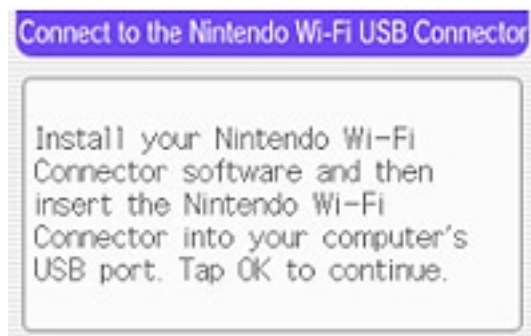 Connect to the Nintendo Wi-Fi USB Connector
Install your Nintendo Wi-Fi
Connector software and then
insert the Nintendo Wi-Fi
Connector into your computer's
USB port. Tap OK to continue.